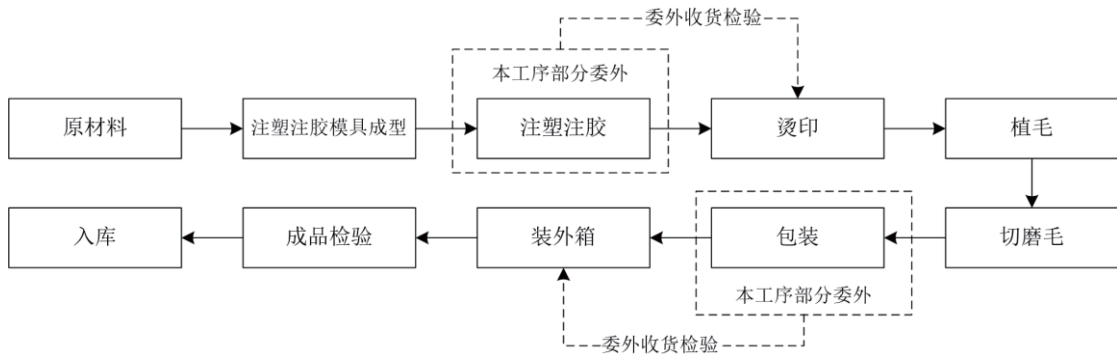 委外收货检验
本工序部分委外
原材料
注塑注胶模具成型
注塑注胶
烫印
植毛
入库
成品检验
装外箱
包装
切磨毛
本工序部分委外
委外收货检验